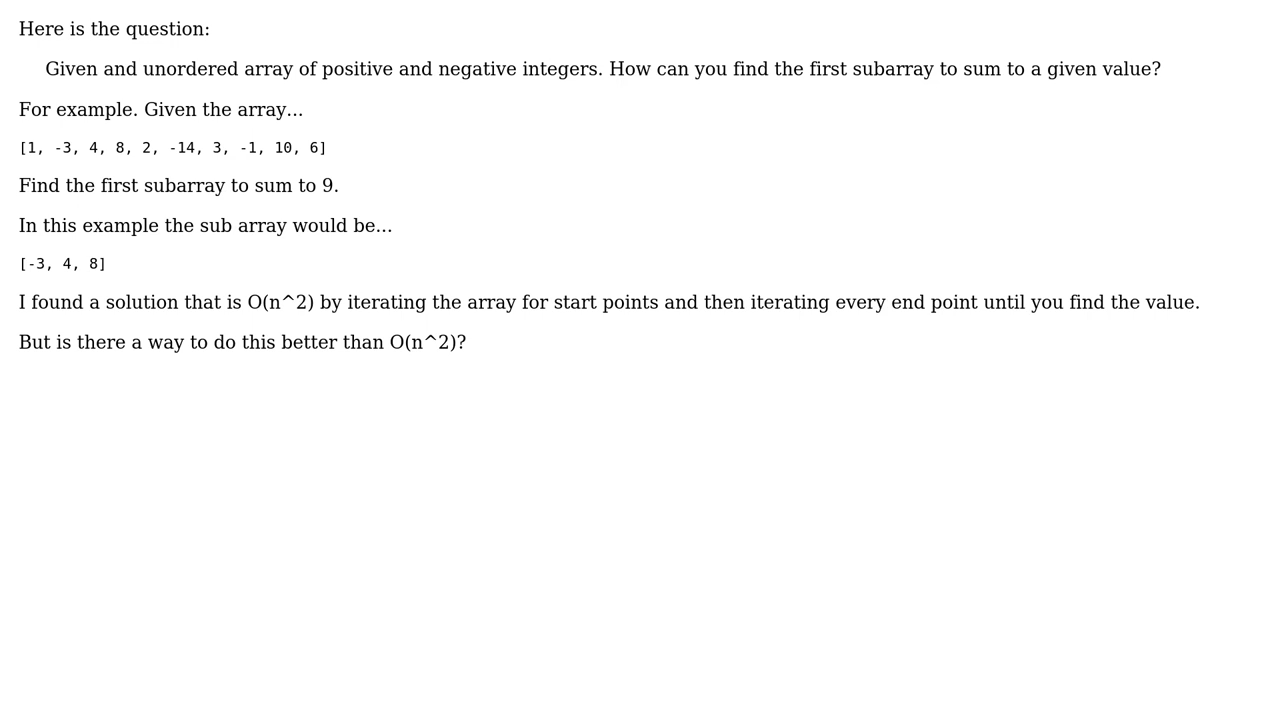 Here is the question:
Given and unordered array of positive and negative integers. How can you find the first subarray to sum to a given value?
For example. Given the array...
[1, -3, 4, 8, 2, -14, 3, -1, 10, 6]
Find the first subarray to sum to 9.
In this example the sub array would be...
[-3, 4, 8]
I found a solution that is O(n^2) by iterating the array for start points and then iterating every end point until you find the value.
But is there a way to do this better than O(n^2)?